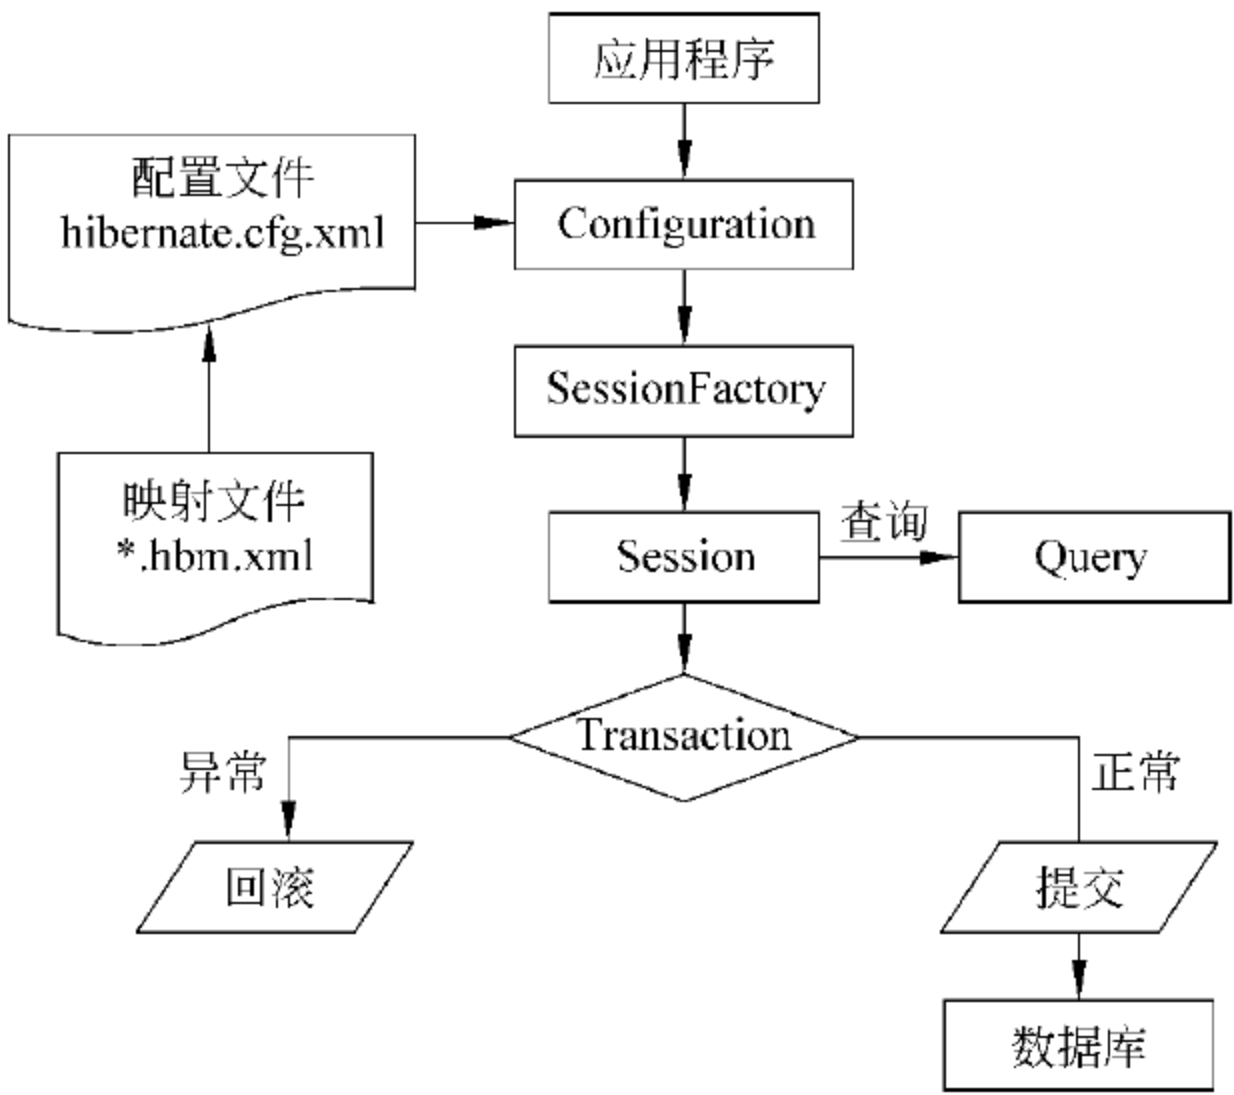 应用程序
配置文件
hibernate.cfg.xml
Configuration
SessionFactory
映射文件
*.hbm.xml
Session
查询
Query
Transaction
异常
正常
回滚
提交
数据库